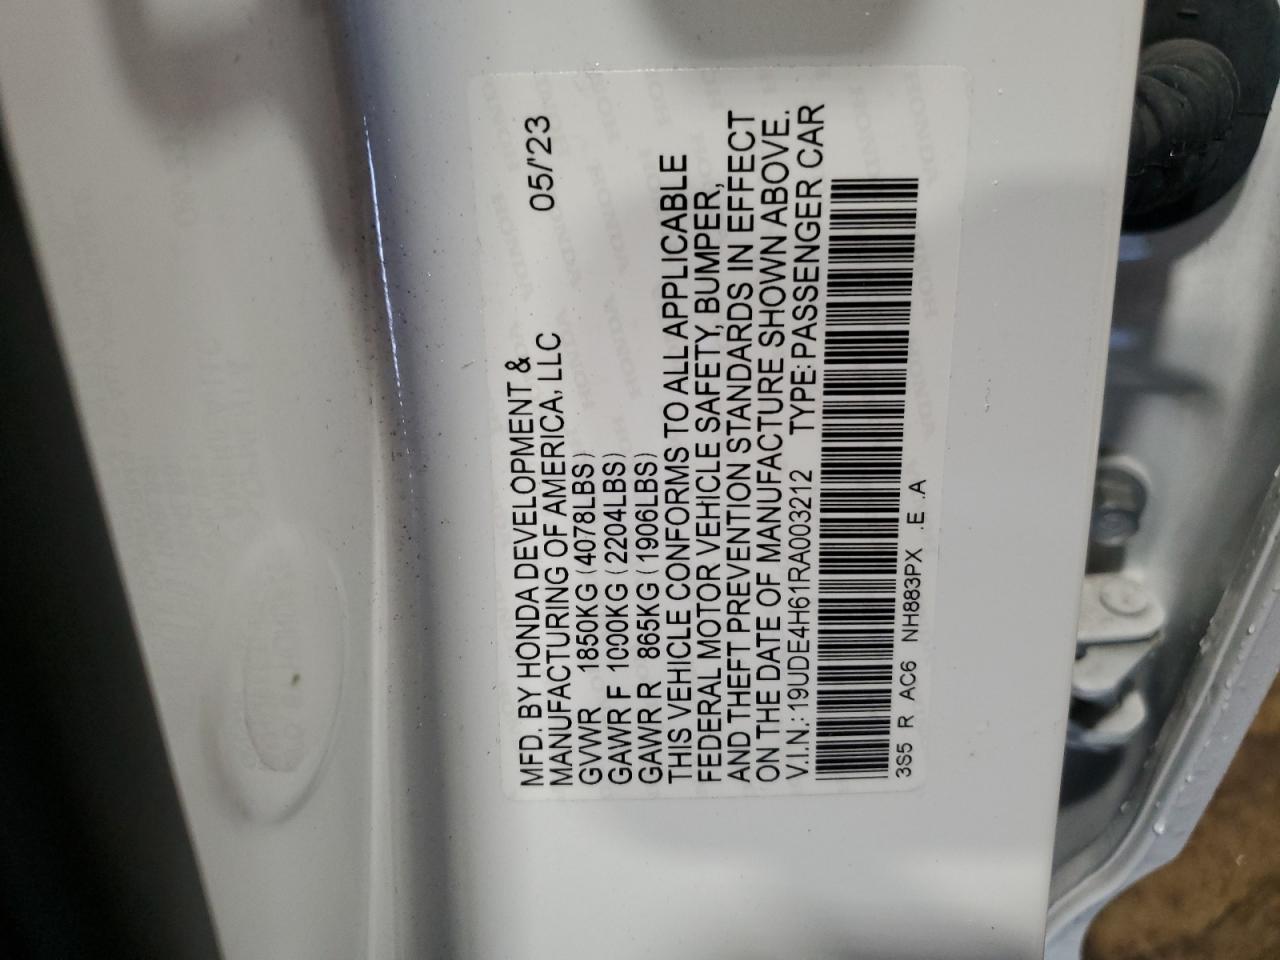 MFD. BY HONDA DEVELOPMENT &
MANUFACTURING OF AMERICA, LLC 05/'23
GVWR 1850KG (4078LBS)
GAWR F 1000KG (2204LBS)
GAWR R 865KG (1906LBS)
THIS VEHICLE CONFORMS TO ALL APPLICABLE
FEDERAL MOTOR VEHICLE SAFETY, BUMPER,
AND THEFT PREVENTION STANDARDS IN EFFECT
ON THE DATE OF MANUFACTURE SHOWN ABOVE.
V.I.N.: 19UDE4H61RA003212 TYPE: PASSENGER CAR
3S5 R AC6 NH883PX .E .A